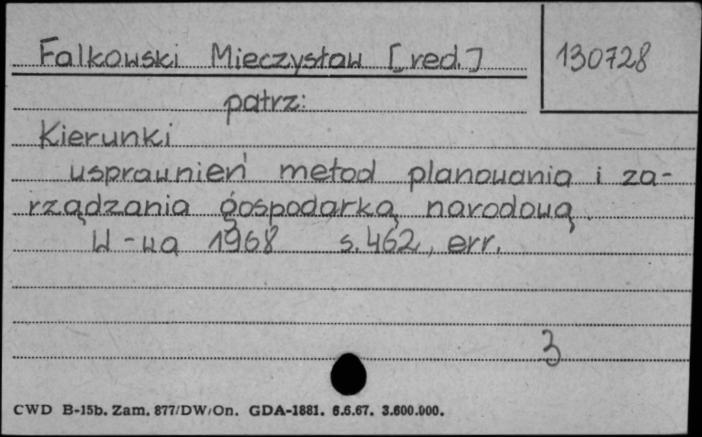 Falkowski Mieczysław [red.] 130728
patrz:
Kierunki
usprawnień metod planowania i za-
rządzania gospodarką narodową.
W-wa 1968 s. 462, err.
3
CWD B-15b. Zam. 877/DW/On. GDA-1881. 6.6.67. 3.600.000.